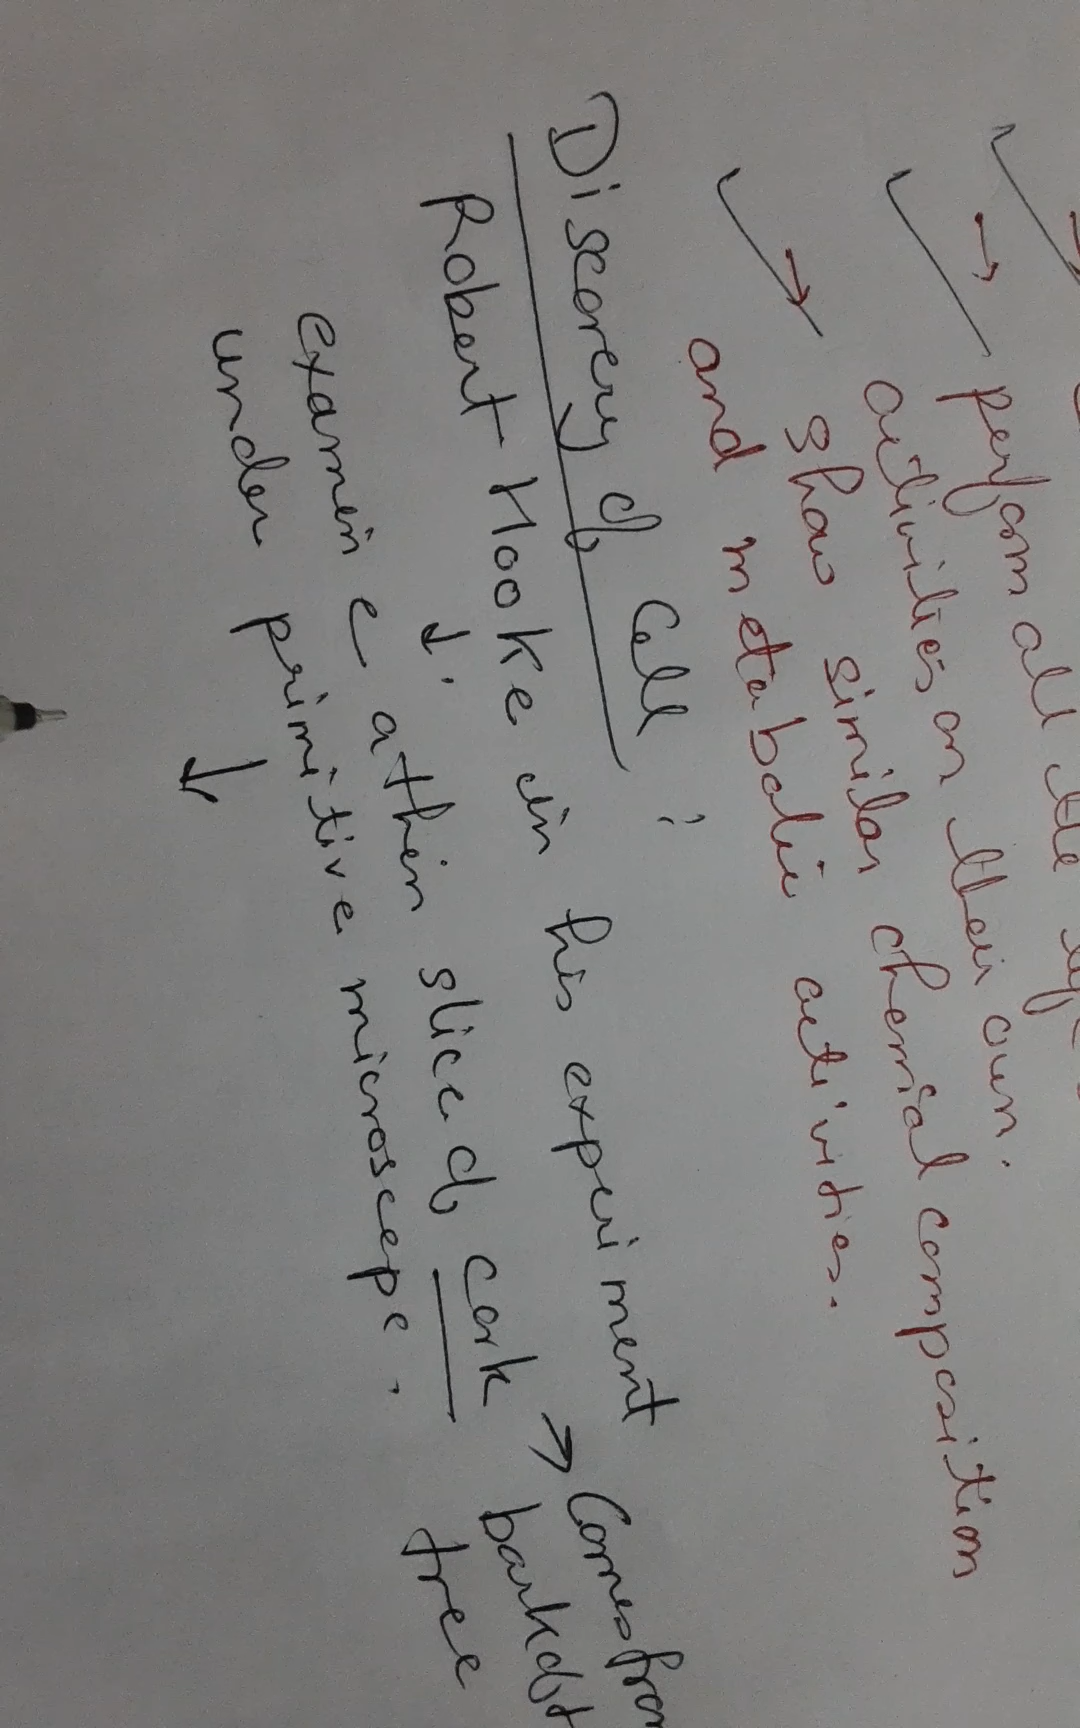 → perform all the
activities on their own.
→ show similar chemical composition
and metabolic activities.
Discovery of Cell :
Robert Hooke in his experiment
↓
examine a thin slice of cork → Comes from
bark of
tree
under primitive microscope.
↓